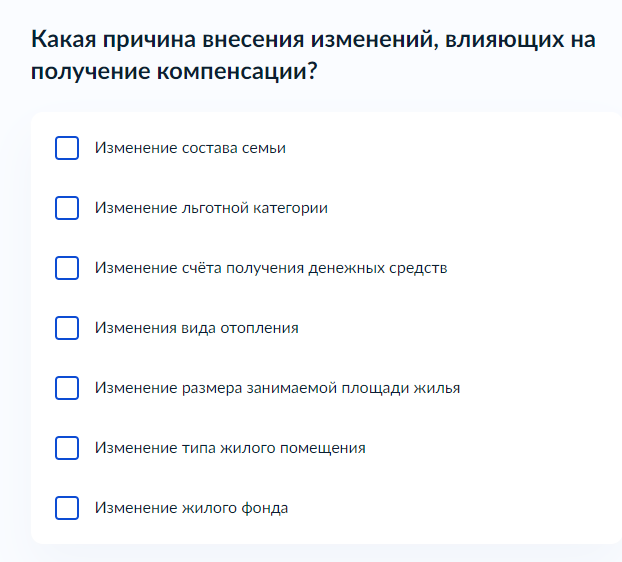 Какая причина внесения изменений, влияющих на
получение компенсации?
Изменение состава семьи
Изменение льготной категории
Изменение счёта получения денежных средств
Изменения вида отопления
Изменение размера занимаемой площади жилья
Изменение типа жилого помещения
Изменение жилого фонда